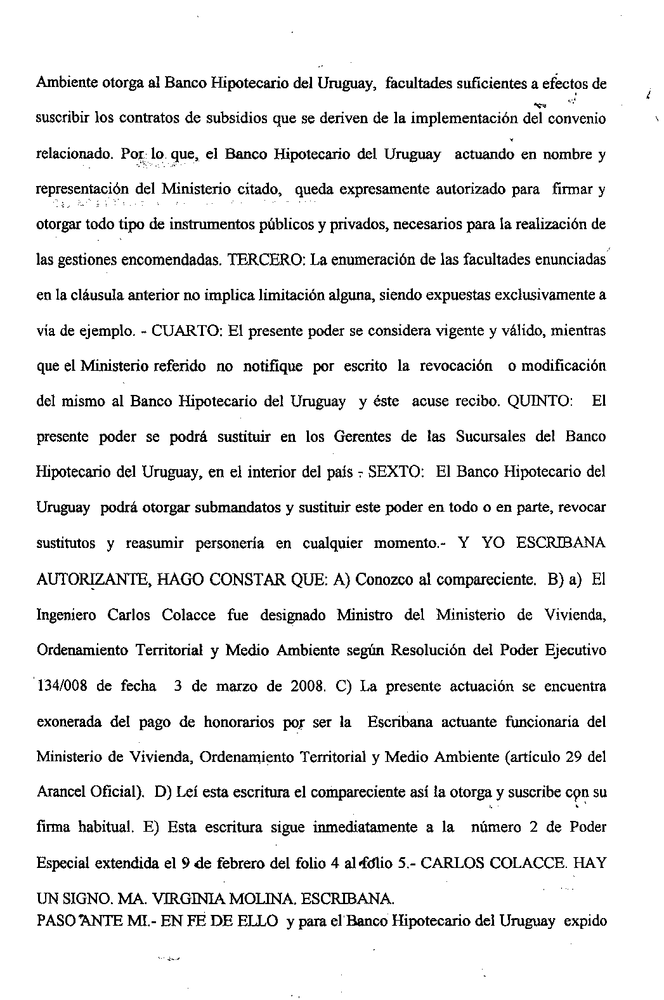 Ambiente otorga al Banco Hipotecario del Uruguay, facultades suficientes a efectos de
suscribir los contratos de subsidios que se deriven de la implementación del convenio
relacionado. Por lo que, el Banco Hipotecario del Uruguay actuando en nombre y
representación del Ministerio citado, queda expresamente autorizado para firmar y
otorgar todo tipo de instrumentos públicos y privados, necesarios para la realización de
las gestiones encomendadas. TERCERO: La enumeración de las facultades enunciadas
en la cláusula anterior no implica limitación alguna, siendo expuestas exclusivamente a
vía de ejemplo. - CUARTO: El presente poder se considera vigente y válido, mientras
que el Ministerio referido no notifique por escrito la revocación o modificación
del mismo al Banco Hipotecario del Uruguay y éste acuse recibo. QUINTO: El
presente poder se podrá sustituir en los Gerentes de las Sucursales del Banco
Hipotecario del Uruguay, en el interior del país - SEXTO: El Banco Hipotecario del
Uruguay podrá otorgar submandatos y sustituir este poder en todo o en parte, revocar
sustitutos y reasumir personería en cualquier momento.- Y YO ESCRIBANA
AUTORIZANTE, HAGO CONSTAR QUE: A) Conozco al compareciente. B) a) El
Ingeniero Carlos Colacce fue designado Ministro del Ministerio de Vivienda,
Ordenamiento Territorial y Medio Ambiente según Resolución del Poder Ejecutivo
134/008 de fecha 3 de marzo de 2008. C) La presente actuación se encuentra
exonerada del pago de honorarios por ser la Escribana actuante funcionaria del
Ministerio de Vivienda, Ordenamiento Territorial y Medio Ambiente (artículo 29 del
Arancel Oficial). D) Leí esta escritura el compareciente así la otorga y suscribe con su
firma habitual. E) Esta escritura sigue inmediatamente a la número 2 de Poder
Especial extendida el 9 de febrero del folio 4 al folio 5.- CARLOS COLACCE. HAY
UN SIGNO. MA. VIRGINIA MOLINA. ESCRIBANA.
PASO ANTE MI.- EN FE DE ELLO y para el Banco Hipotecario del Uruguay expido